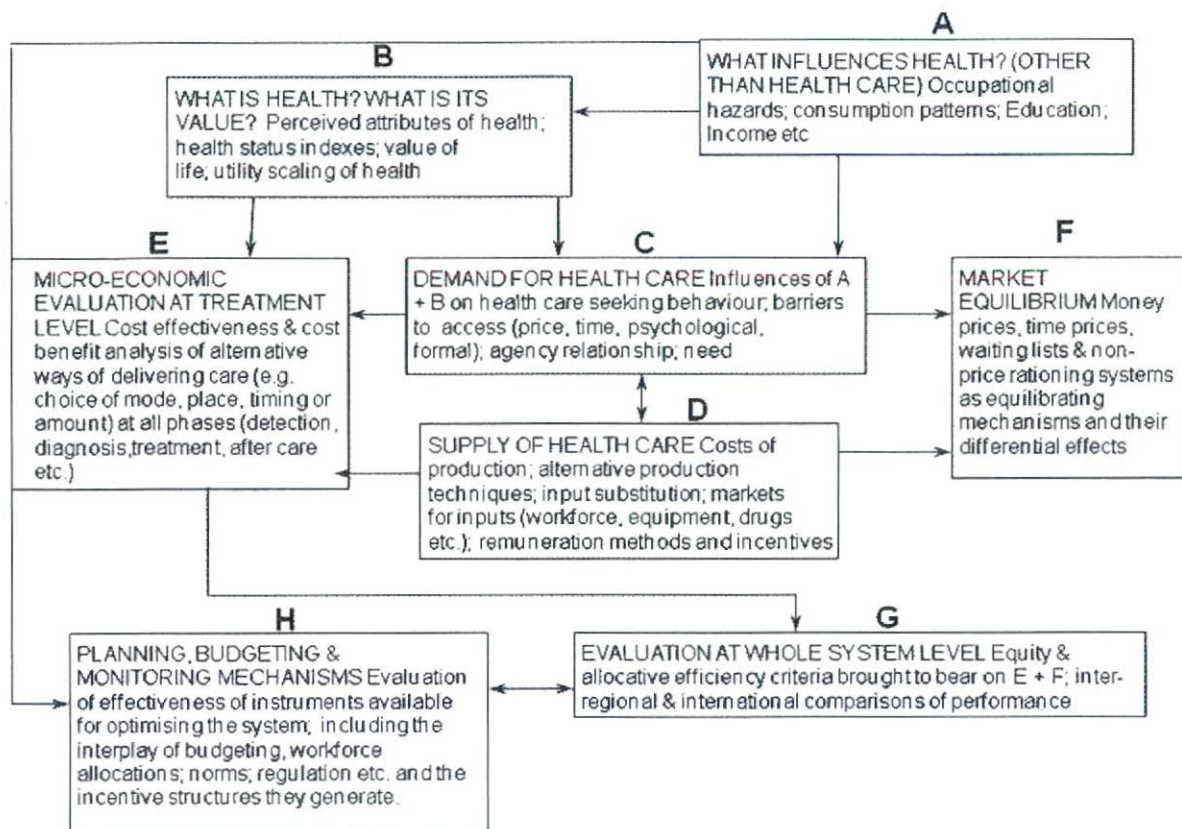 A
WHAT INFLUENCES HEALTH? (OTHER
THAN HEALTH CARE) Occupational
hazards; consumption patterns; Education;
Income etc
B
WHAT IS HEALTH? WHAT IS ITS
VALUE? Perceived attributes of health;
health status indexes; value of
life; utility scaling of health
E
MICRO-ECONOMIC
EVALUATION AT TREATMENT
LEVEL Cost effectiveness & cost
benefit analysis of alternative
ways of delivering care (e.g.
choice of mode, place, timing or
amount) at all phases (detection,
diagnosis,treatment, after care
etc.)
C
DEMAND FOR HEALTH CARE Influences of A
+ B on health care seeking behaviour; barriers
to access (price, time, psychological,
formal); agency relationship; need
F
MARKET
EQUILIBRIUM Money
prices, time prices,
waiting lists & non-
price rationing systems
as equilibrating
mechanisms and their
differential effects
D
SUPPLY OF HEALTH CARE Costs of
production; alternative production
techniques; input substitution; markets
for inputs (workforce, equipment, drugs
etc.); remuneration methods and incentives
H
PLANNING, BUDGETING &
MONITORING MECHANISMS Evaluation
of effectiveness of instruments available
for optimising the system; including the
interplay of budgeting, workforce
allocations; norms; regulation etc. and the
incentive structures they generate.
G
EVALUATION AT WHOLE SYSTEM LEVEL Equity &
allocative efficiency criteria brought to bear on E + F; inter-
regional & international comparisons of performance